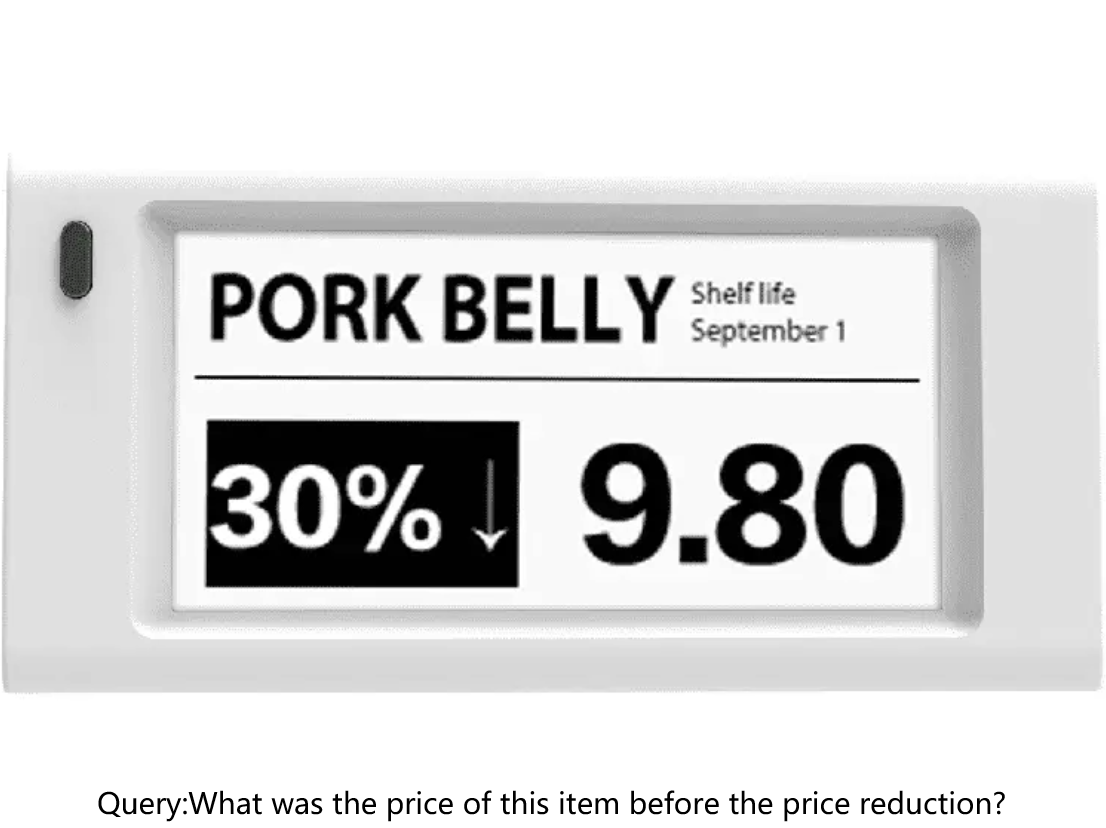 PORK BELLY
Shelf life
September 1
30% ↓
9.80
Query:What was the price of this item before the price reduction?